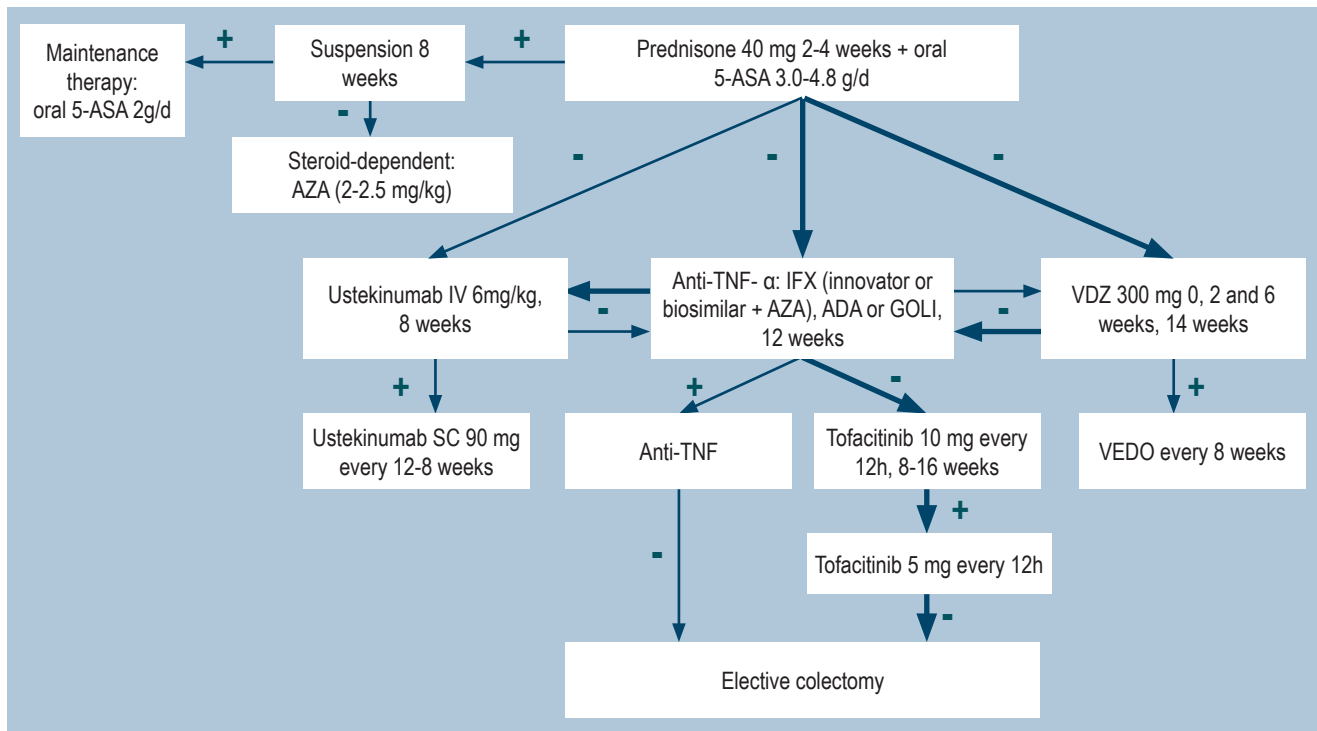 Maintenance
therapy:
oral 5-ASA 2g/d
+
Suspension 8
weeks
+
Prednisone 40 mg 2-4 weeks + oral
5-ASA 3.0-4.8 g/d
-
Steroid-dependent:
AZA (2-2.5 mg/kg)
-
-
-
Ustekinumab IV 6mg/kg,
8 weeks
-
Anti-TNF- α: IFX (innovator or
biosimilar + AZA), ADA or GOLI,
12 weeks
-
VDZ 300 mg 0, 2 and 6
weeks, 14 weeks
+
+
-
+
Ustekinumab SC 90 mg
every 12-8 weeks
Anti-TNF
Tofacitinib 10 mg every
12h, 8-16 weeks
VEDO every 8 weeks
+
-
Tofacitinib 5 mg every 12h
-
Elective colectomy